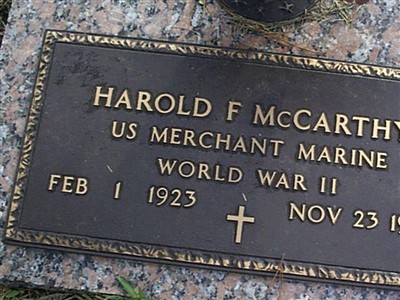 HAROLD F McCARTHY
US MERCHANT MARINE
WORLD WAR II
FEB 1 1923 NOV 23